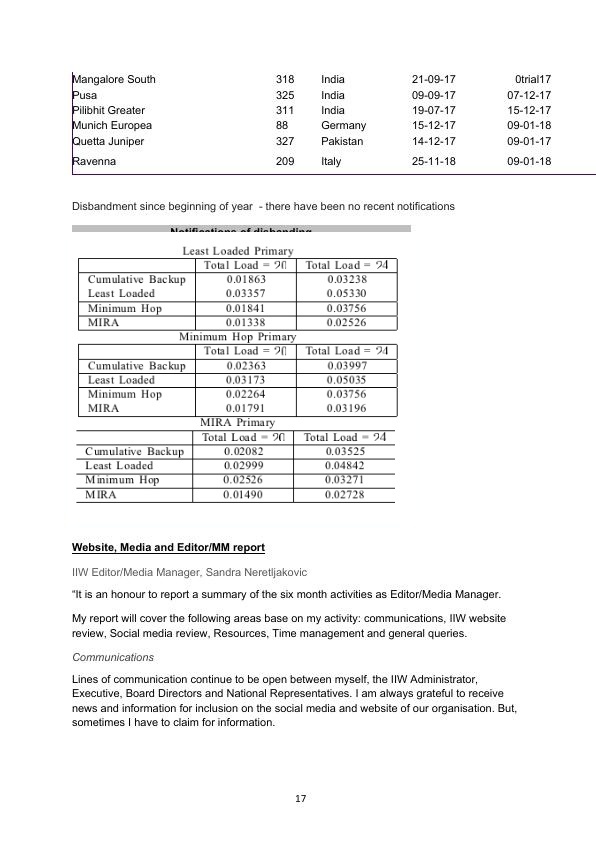 Mangalore South 318 India 21-09-17 0trial17
Pusa 325 India 09-09-17 07-12-17
Pilibhit Greater 311 India 19-07-17 15-12-17
Munich Europea 88 Germany 15-12-17 09-01-18
Quetta Juniper 327 Pakistan 14-12-17 09-01-17
Ravenna 209 Italy 25-11-18 09-01-18
Disbandment since beginning of year - there have been no recent notifications
Notifications of disbanding
Least Loaded Primary
Total Load = 20 Total Load = 24
Cumulative Backup 0.01863 0.03238
Least Loaded 0.03357 0.05330
Minimum Hop 0.01841 0.03756
MIRA 0.01338 0.02526
Minimum Hop Primary
Total Load = 20 Total Load = 24
Cumulative Backup 0.02363 0.03997
Least Loaded 0.03173 0.05035
Minimum Hop 0.02264 0.03756
MIRA 0.01791 0.03196
MIRA Primary
Total Load = 20 Total Load = 24
Cumulative Backup 0.02082 0.03525
Least Loaded 0.02999 0.04842
Minimum Hop 0.02526 0.03271
MIRA 0.01490 0.02728
Website, Media and Editor/MM report
IIW Editor/Media Manager, Sandra Neretljakovic
“It is an honour to report a summary of the six month activities as Editor/Media Manager.
My report will cover the following areas base on my activity: communications, IIW website
review, Social media review, Resources, Time management and general queries.
Communications
Lines of communication continue to be open between myself, the IIW Administrator,
Executive, Board Directors and National Representatives. I am always grateful to receive
news and information for inclusion on the social media and website of our organisation. But,
sometimes I have to claim for information.
17